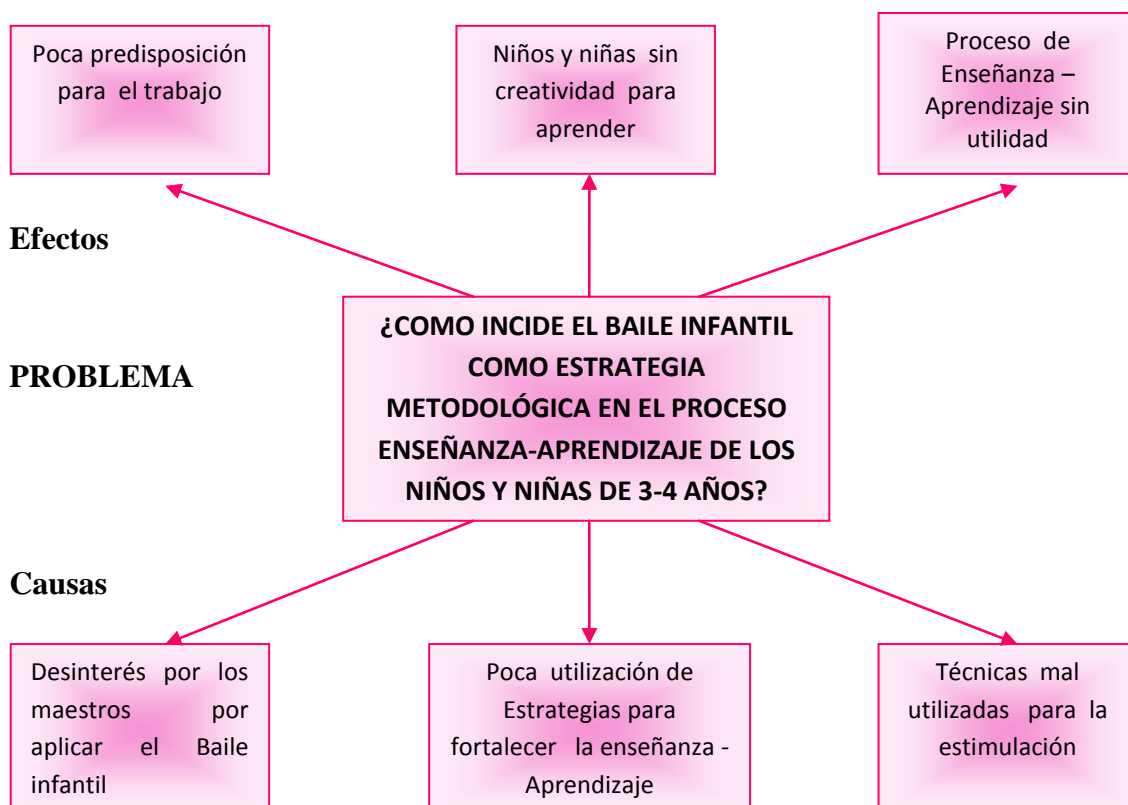 Poca predisposición
para el trabajo
Niños y niñas sin
creatividad para
aprender
Proceso de
Enseñanza –
Aprendizaje sin
utilidad
Efectos
PROBLEMA
¿COMO INCIDE EL BAILE INFANTIL
COMO ESTRATEGIA
METODOLÓGICA EN EL PROCESO
ENSEÑANZA-APRENDIZAJE DE LOS
NIÑOS Y NIÑAS DE 3-4 AÑOS?
Causas
Desinterés por los
maestros por
aplicar el Baile
infantil
Poca utilización de
Estrategias para
fortalecer la enseñanza -
Aprendizaje
Técnicas mal
utilizadas para la
estimulación